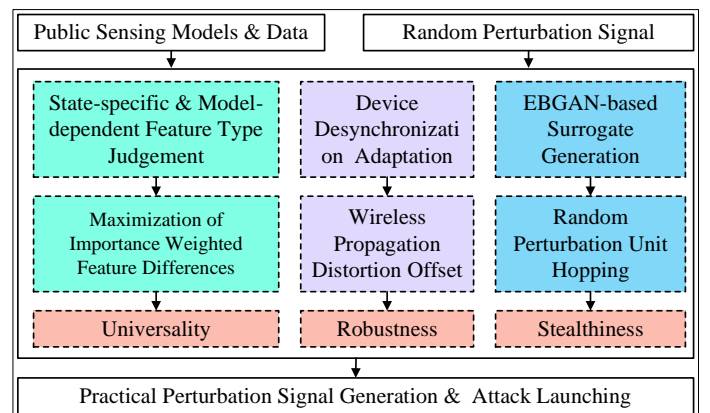 Public Sensing Models & Data
Random Perturbation Signal
State-specific & Model-
dependent Feature Type
Judgement
Device
Desynchronizati
on Adaptation
EBGAN-based
Surrogate
Generation
Maximization of
Importance Weighted
Feature Differences
Wireless
Propagation
Distortion Offset
Random
Perturbation Unit
Hopping
Universality
Robustness
Stealthiness
Practical Perturbation Signal Generation & Attack Launching